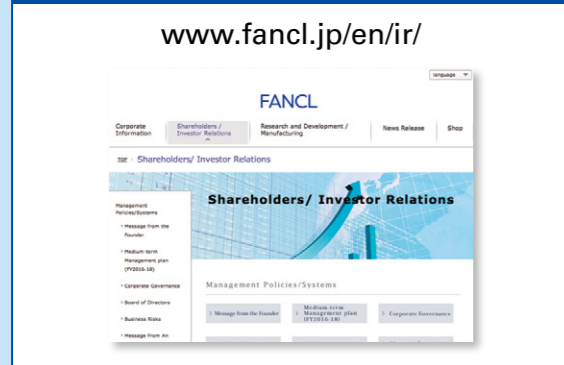 www.fancl.jp/en/ir/
language
FANCL
Corporate
Information
Shareholders /
Investor Relations
Research and Development /
Manufacturing
News Release
Shop
TOP › Shareholders/ Investor Relations
Shareholders/ Investor Relations
Management
Policies/Systems
› Message from the
Founder
› Medium-term
Management plan
(FY2016-18)
› Corporate Governance
› Board of Directors
› Business Risks
› Message From An
Management Policies/Systems
› Message from the Founder
› Medium-term
Management plan
(FY2016-18)
› Corporate Governance